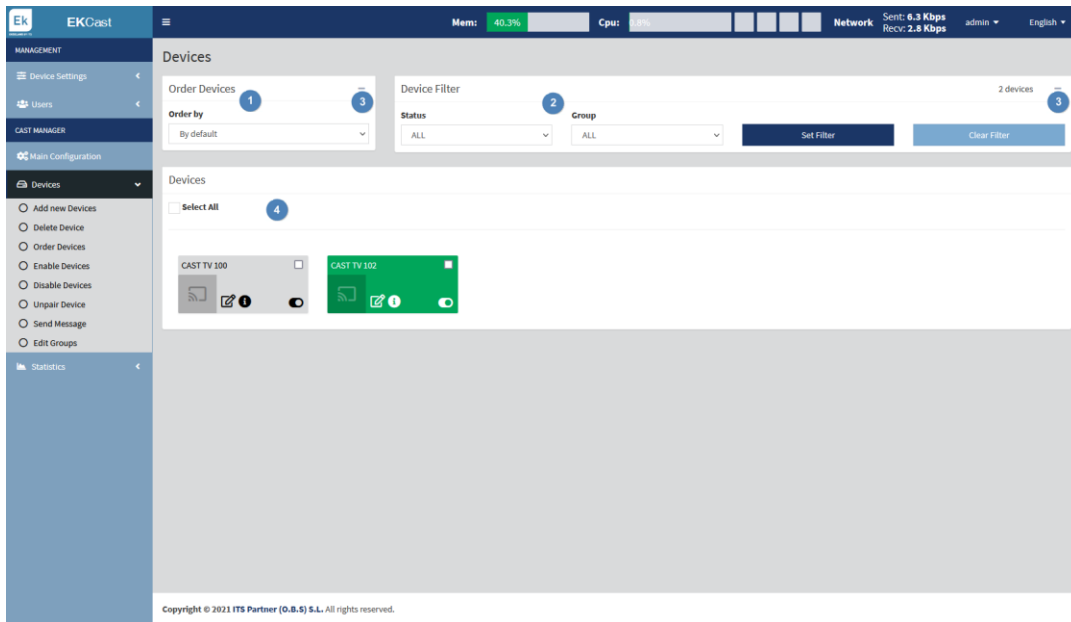 Ek
EKCast
Mem: 40.3% Cpu: 0.8% Network Sent: 6.3 Kbps
Recv: 2.8 Kbps
admin English
MANAGEMENT
Device Settings
Users
CAST MANAGER
Main Configuration
Devices
Add new Devices
Delete Device
Order Devices
Enable Devices
Disable Devices
Unpair Device
Send Message
Edit Groups
Statistics
Devices
Order Devices
1
3
Order by
By default
Device Filter
2 devices
2
3
Status
ALL
Group
ALL
Set Filter
Clear Filter
Devices
Select All
4
CAST TV 100
CAST TV 102
Copyright © 2021 ITS Partner (O.B.S) S.L. All rights reserved.